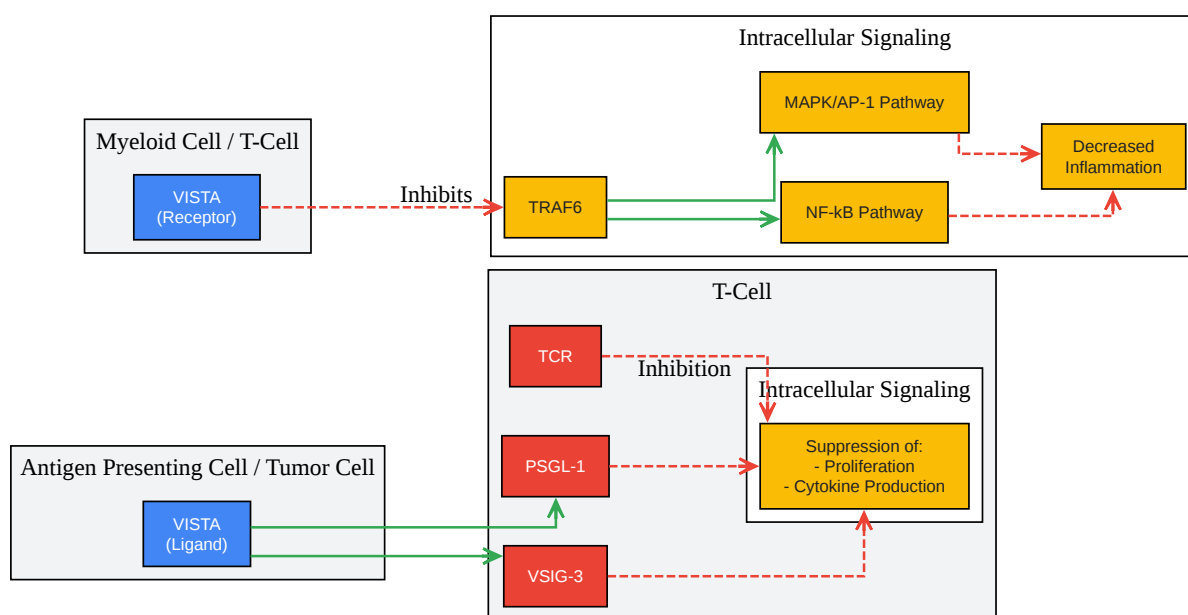 Intracellular Signaling
MAPK/AP-1 Pathway
Myeloid Cell / T-Cell
Decreased
Inflammation
VISTA
(Receptor)
Inhibits
TRAF6
NF-kB Pathway
T-Cell
TCR
Inhibition
Intracellular Signaling
Suppression of:
- Proliferation
- Cytokine Production
PSGL-1
Antigen Presenting Cell / Tumor Cell
VISTA
(Ligand)
VSIG-3